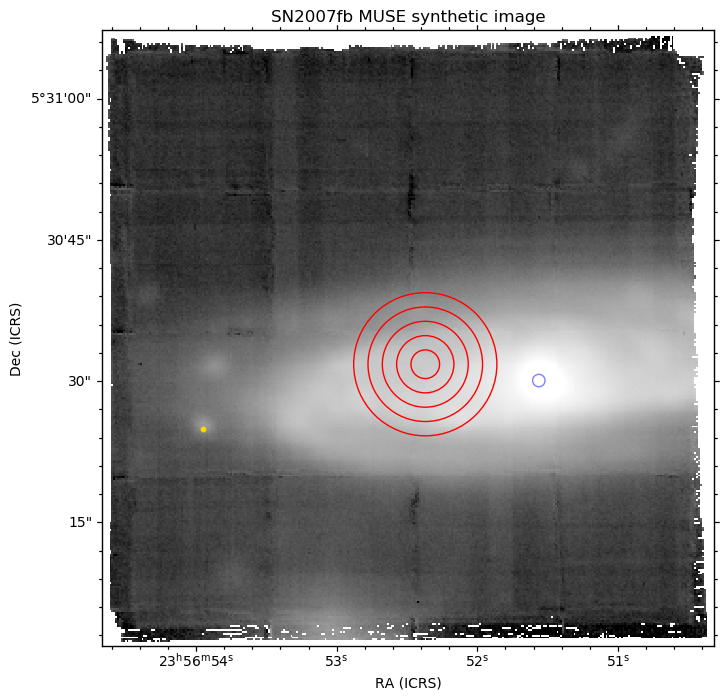 SN2007fb MUSE synthetic image
5°31'00"
30'45"
30"
15"
Dec (ICRS)
23ʰ56ᵐ54ˢ
53ˢ
52ˢ
51ˢ
RA (ICRS)